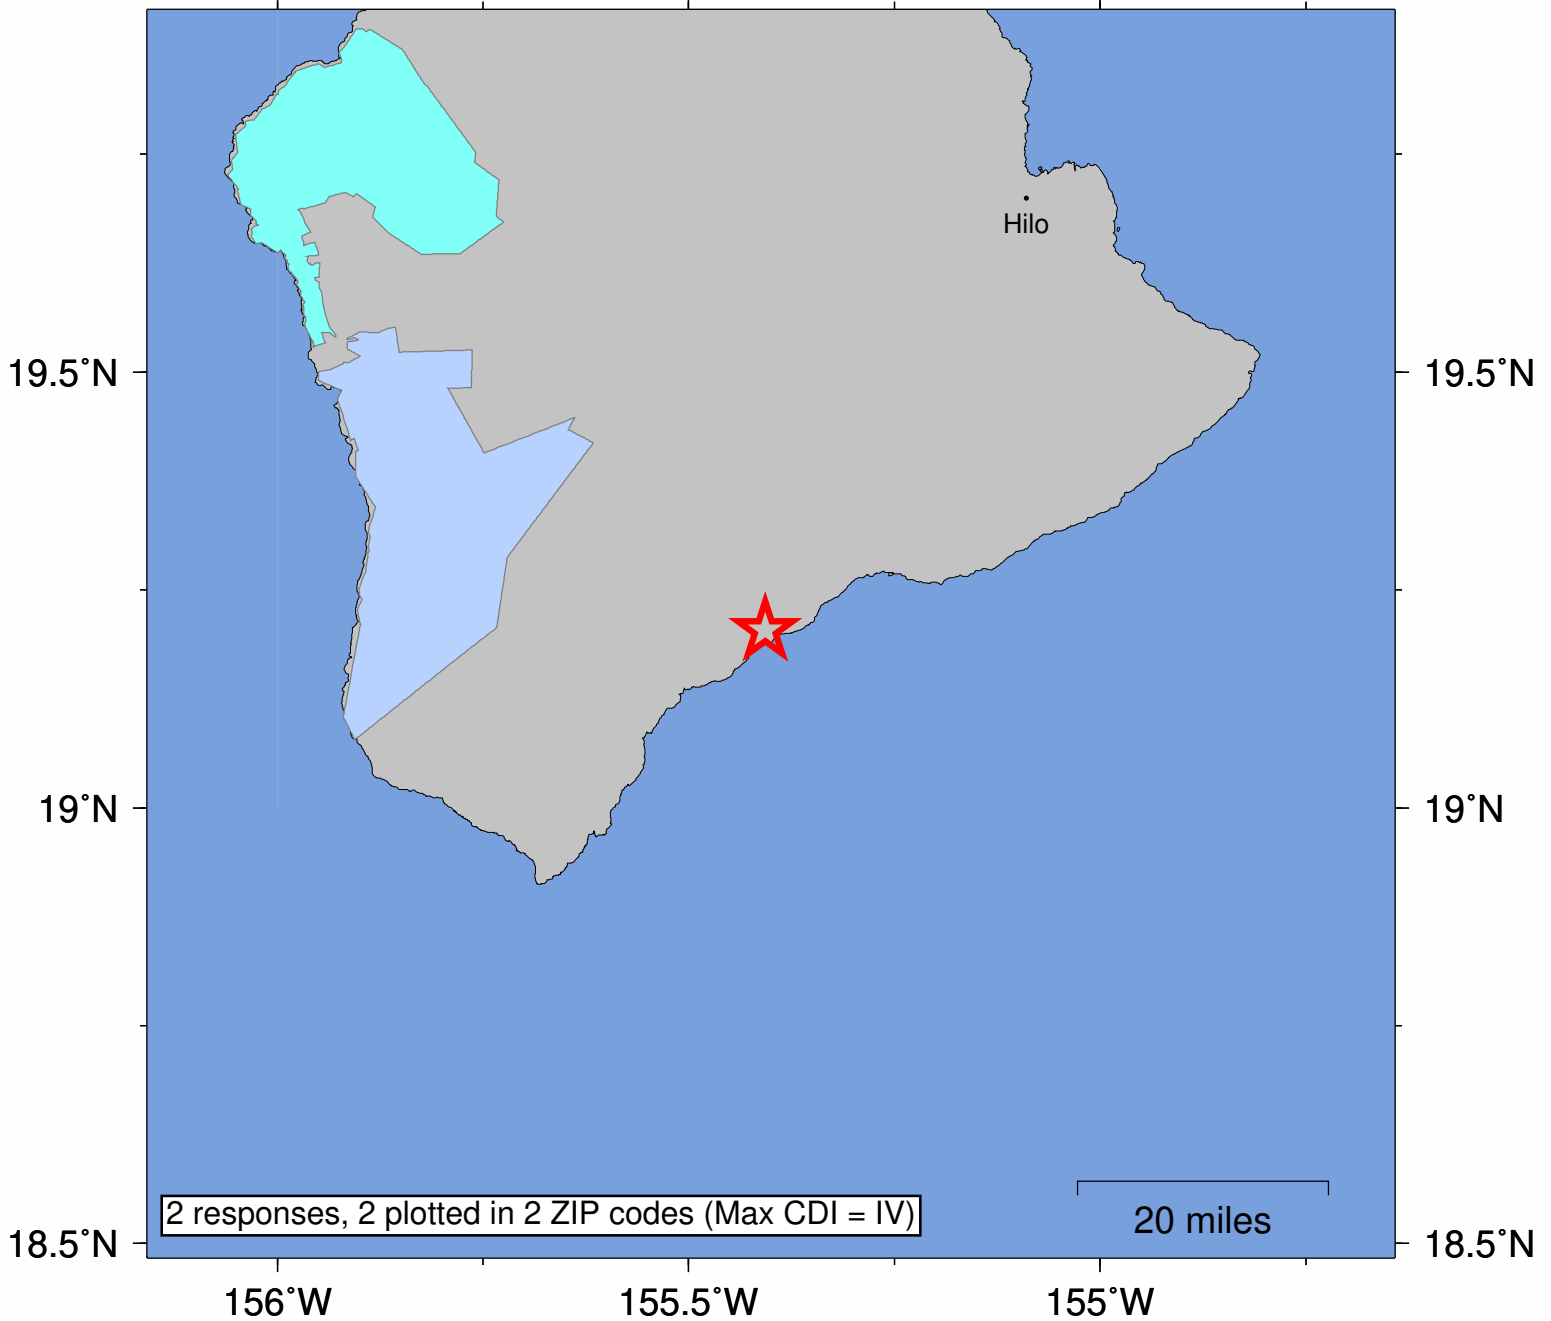 Hilo
19.5˚N
19.5˚N
19˚N
19˚N
2 responses, 2 plotted in 2 ZIP codes (Max CDI = IV)
20 miles
18.5˚N
18.5˚N
156˚W
155.5˚W
155˚W